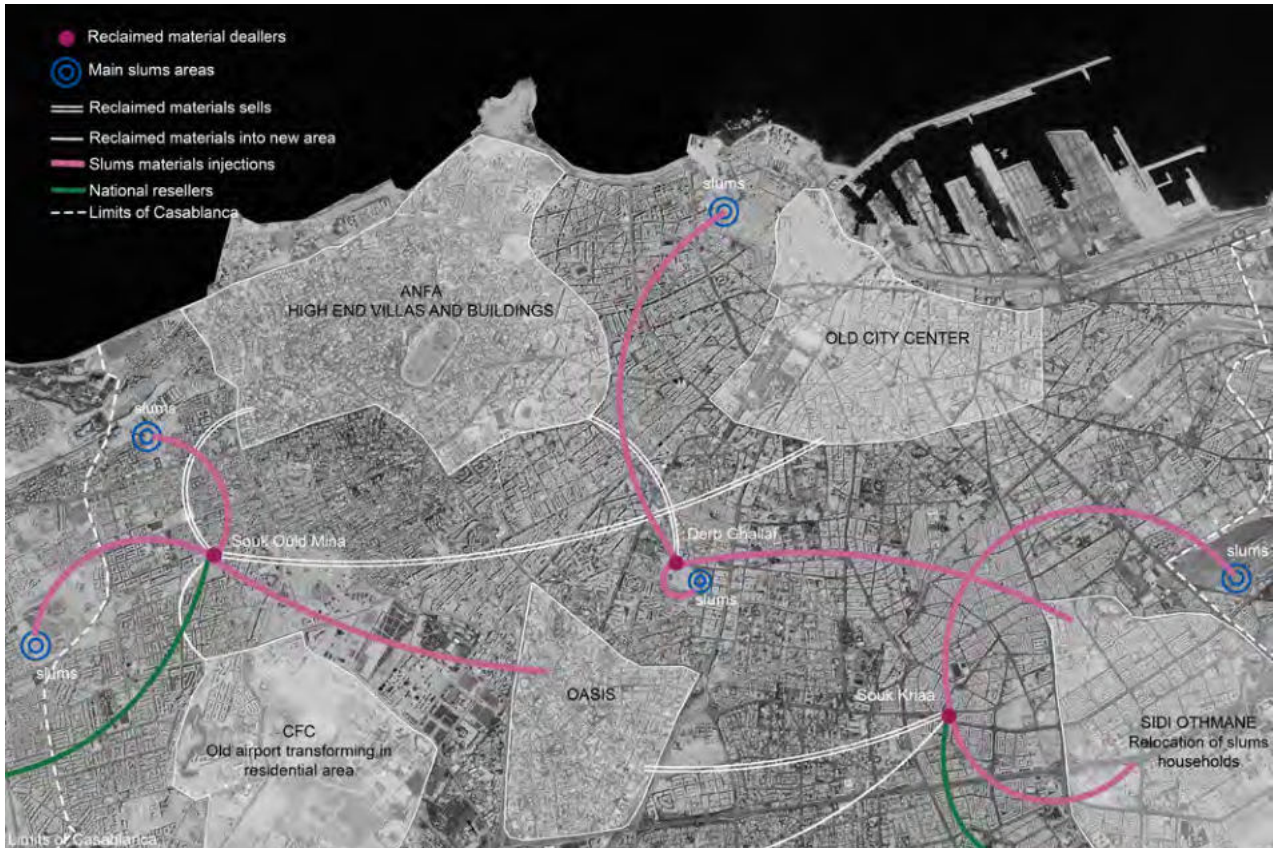 Reclaimed material deallers
Main slums areas
Reclaimed materials sells
Reclaimed materials into new area
Slums materials injections
National resellers
Limits of Casablanca
slums
ANFA
HIGH END VILLAS AND BUILDINGS
OLD CITY CENTER
slums
Souk Ould Mina
Derb Ghallaf
slums
slums
slums
OASIS
Souk Kriaa
CFC
Old airport transforming in
residential area
SIDI OTHMANE
Relocation of slums
households
Limits of Casablanca